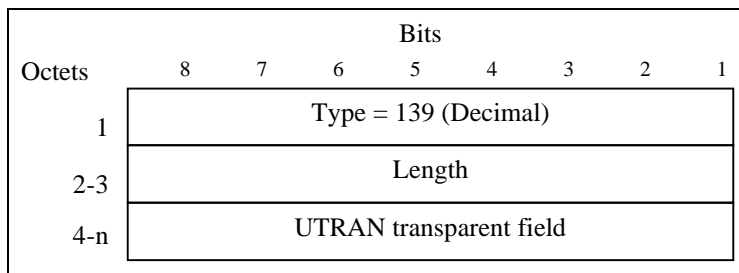 Bits
Octets 8 7 6 5 4 3 2 1
1 Type = 139 (Decimal)
2-3 Length
4-n UTRAN transparent field